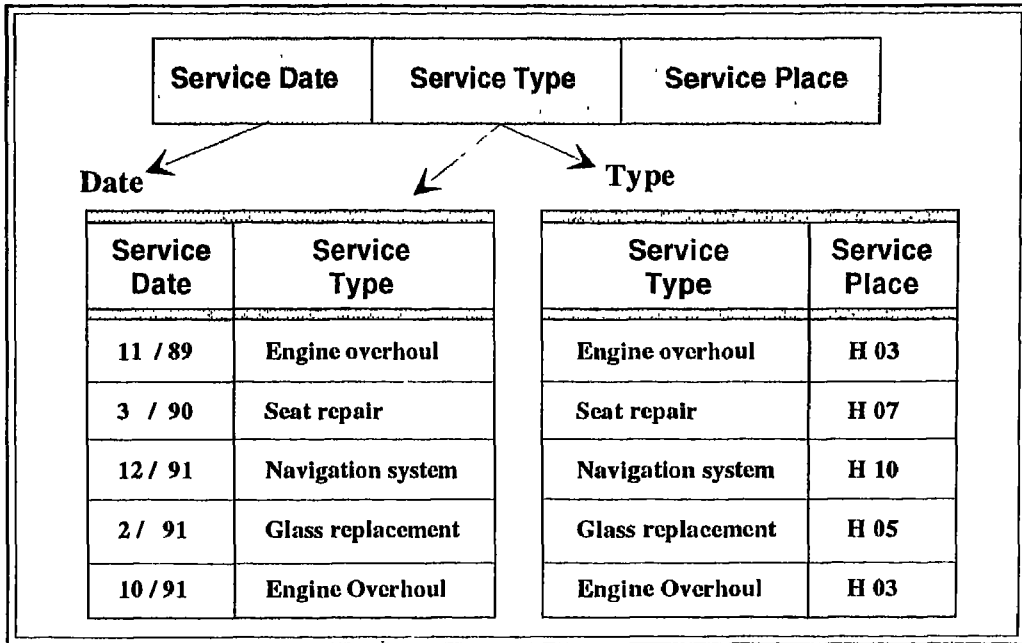 Service Date Service Type Service Place
Date Type
Service Date Service Type Service Type Service Place
11 / 89 Engine overhoul Engine overhoul H 03
3 / 90 Seat repair Seat repair H 07
12 / 91 Navigation system Navigation system H 10
2 / 91 Glass replacement Glass replacement H 05
10 / 91 Engine Overhoul Engine Overhoul H 03